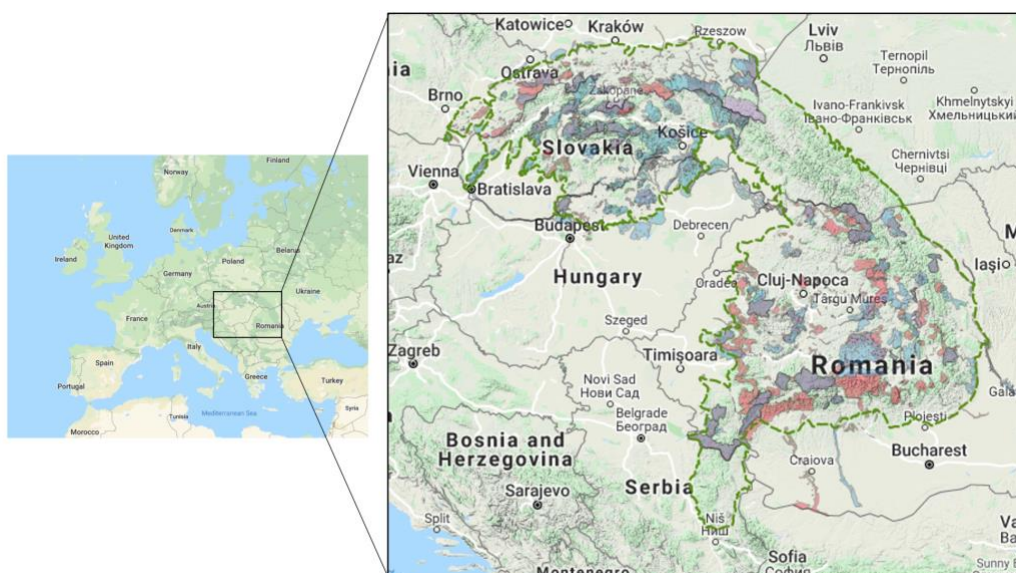 Norway
Finland
Denmark
United
Kingdom
Ireland
Belarus
Poland
Germany
Ukraine
Austria
France
Romania
Italy
Spain
Portugal
Greece
Turkey
Mediterranean Sea
Syria
Tunisia
Morocco
Katowice
Kraków
Rzeszow
Lviv
Львів
Ostrava
Ternopil
Тернопіль
Brno
Zakopane
Ivano-Frankivsk
Івано-Франківськ
Khmelnytskyi
Хмельницький
Slovakia
Košice
Chernivtsi
Чернівці
Vienna
Bratislava
Budapest
Debrecen
Iași
Hungary
Oradea
Cluj-Napoca
Târgu Mureș
Szeged
Zagreb
Timișoara
Romania
Novi Sad
Нови Сад
Belgrade
Београд
Ploiești
Bosnia and
Herzegovina
Craiova
Bucharest
Sarajevo
Serbia
Split
Niš
Ниш
Sofia
София
Montenegro